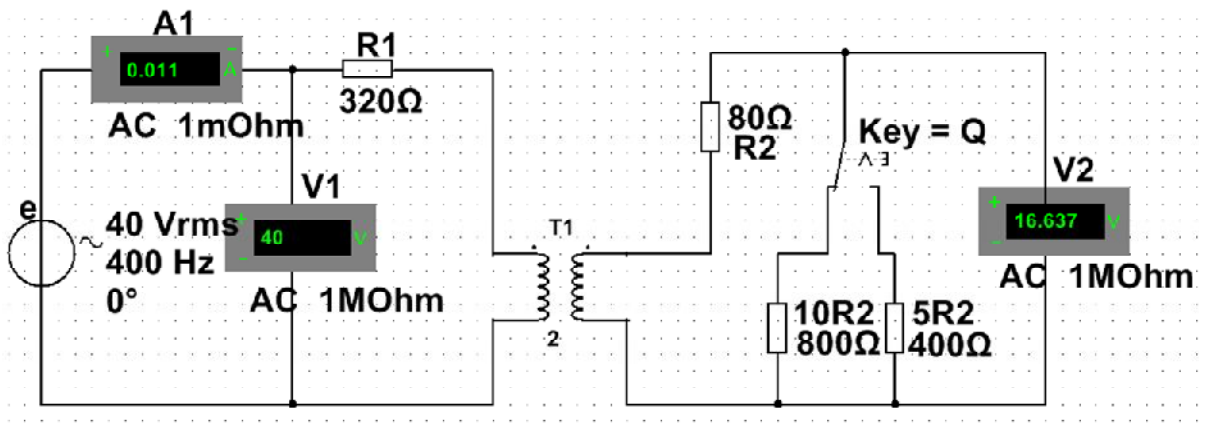 A1
+ −
0.011 A
AC 1mOhm
R1
320Ω
e
40 Vrms
400 Hz
0°
V1
+
40 V
−
AC 1MOhm
T1
2
80Ω
R2
Key = Q
V2
+
16.637 V
−
AC 1MOhm
10R2
800Ω
5R2
400Ω